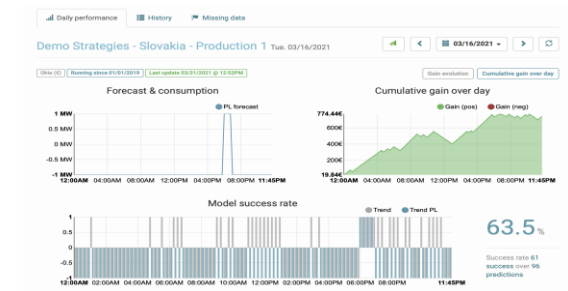 Daily performance History Missing data
Demo Strategies - Slovakia - Production 1 Tue. 03/16/2021
03/16/2021
Okte (€) Running since 01/01/2019 Last update 03/31/2021 @ 12:52PM Gain evolution Cumulative gain over day
Forecast & consumption Cumulative gain over day
PL forecast Gain (pos) Gain (neg)
1 MW
0.5 MW
0 MW
-0.5 MW
-1 MW
774.44€
600€
400€
200€
19.84€
12:00AM 04:00AM 08:00AM 12:00PM 04:00PM 08:00PM 11:45PM
12:00AM 04:00AM 08:00AM 12:00PM 04:00PM 08:00PM 11:45PM
Model success rate
Trend Trend PL
1
0.5
0
-0.5
-1
12:00AM 02:00AM 04:00AM 06:00AM 08:00AM 10:00AM 12:00PM 02:00PM 04:00PM 06:00PM 08:00PM 11:45PM
63.5%
Success rate 61
success over 96
predictions